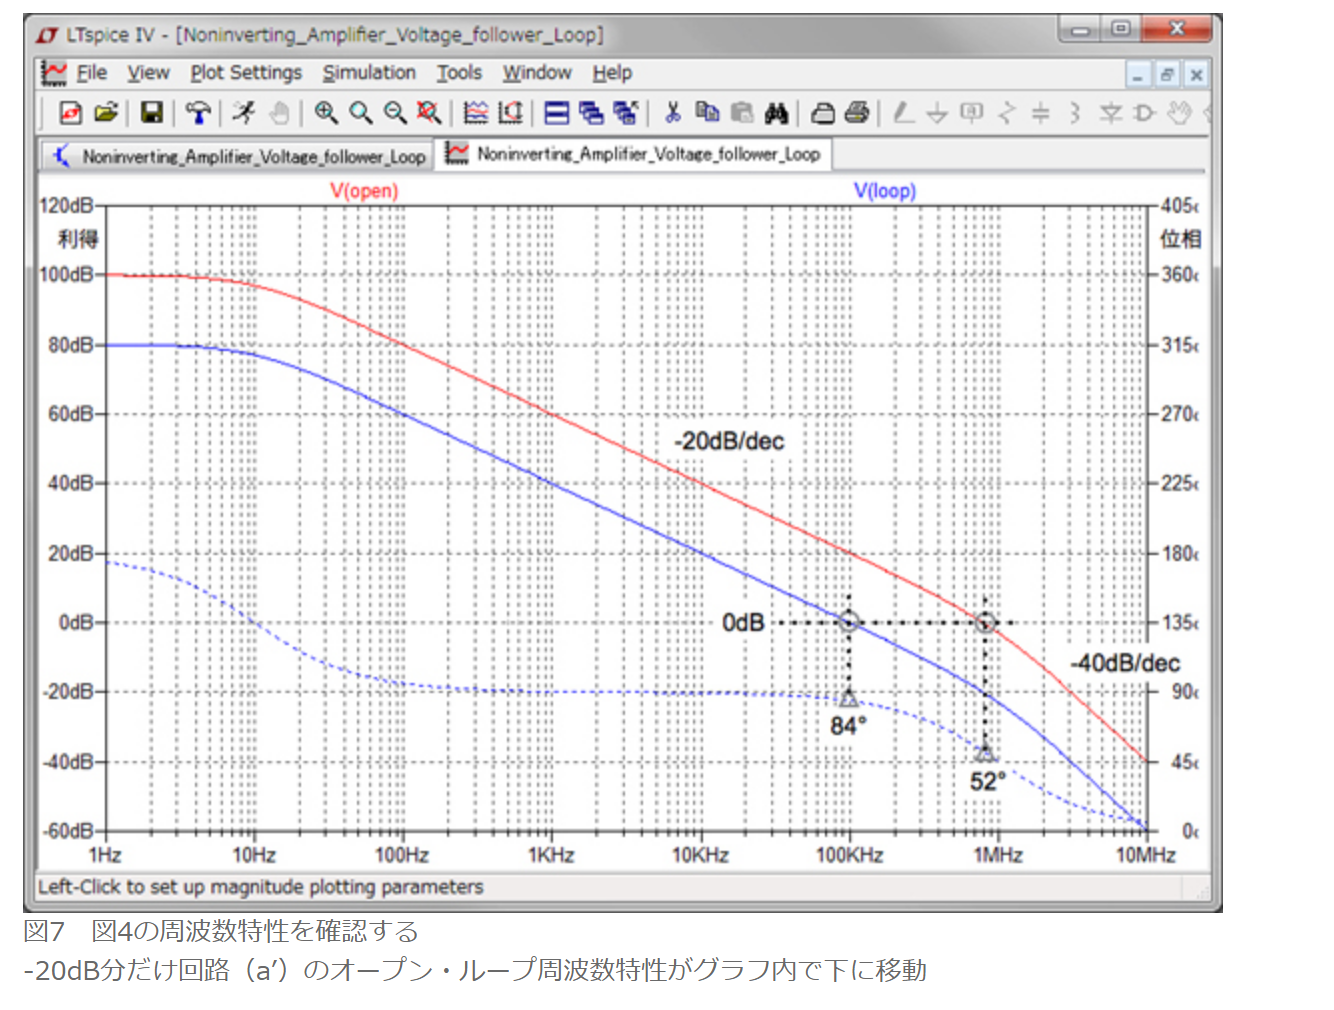 LTspice IV - [Noninverting_Amplifier_Voltage_follower_Loop]
File View Plot Settings Simulation Tools Window Help
Noninverting_Amplifier_Voltage_follower_Loop
Noninverting_Amplifier_Voltage_follower_Loop
V(open)
V(loop)
120dB
405
利得
位相
100dB
360
80dB
315
60dB
270
-20dB/dec
40dB
225
20dB
180
0dB
0dB
135
-40dB/dec
-20dB
90
84°
-40dB
45
52°
-60dB
0
1Hz 10Hz 100Hz 1KHz 10KHz 100KHz 1MHz 10MHz
Left-Click to set up magnitude plotting parameters
図7 図4の周波数特性を確認する
-20dB分だけ回路（a’）のオープン・ループ周波数特性がグラフ内で下に移動